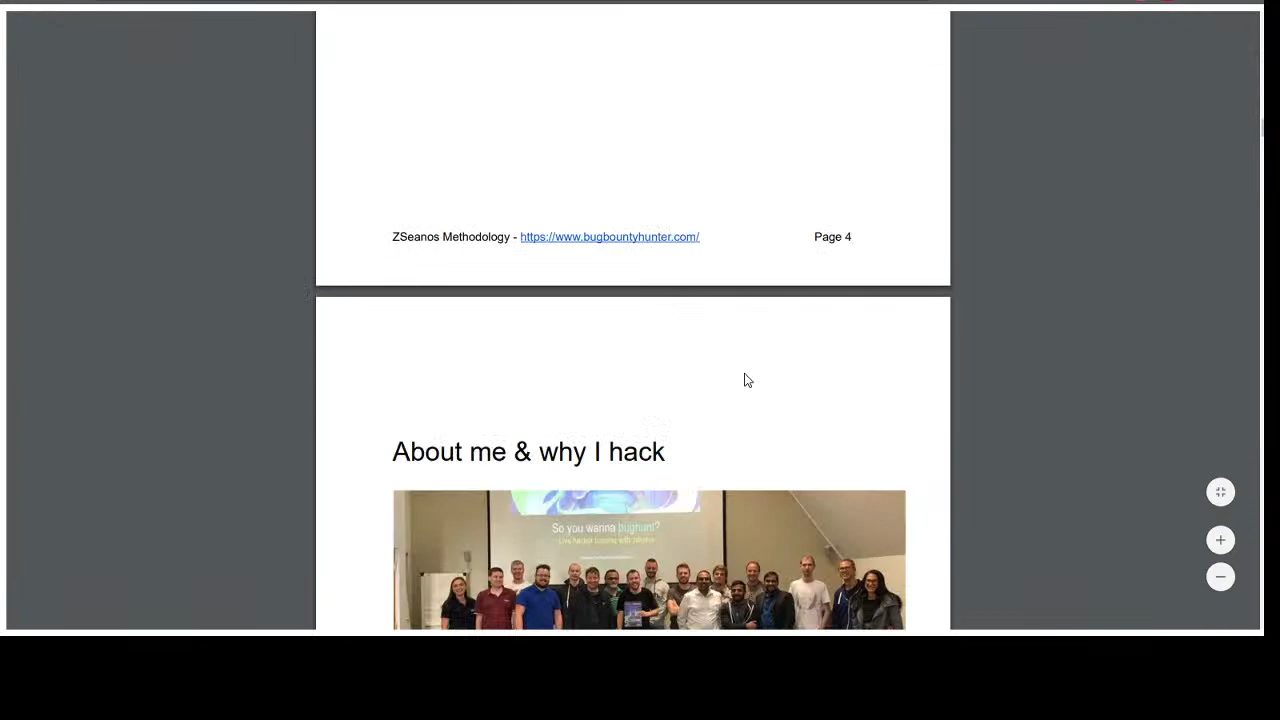 ZSeanos Methodology - https://www.bugbountyhunter.com/ Page 4
About me & why I hack
So you wanna bughunt?